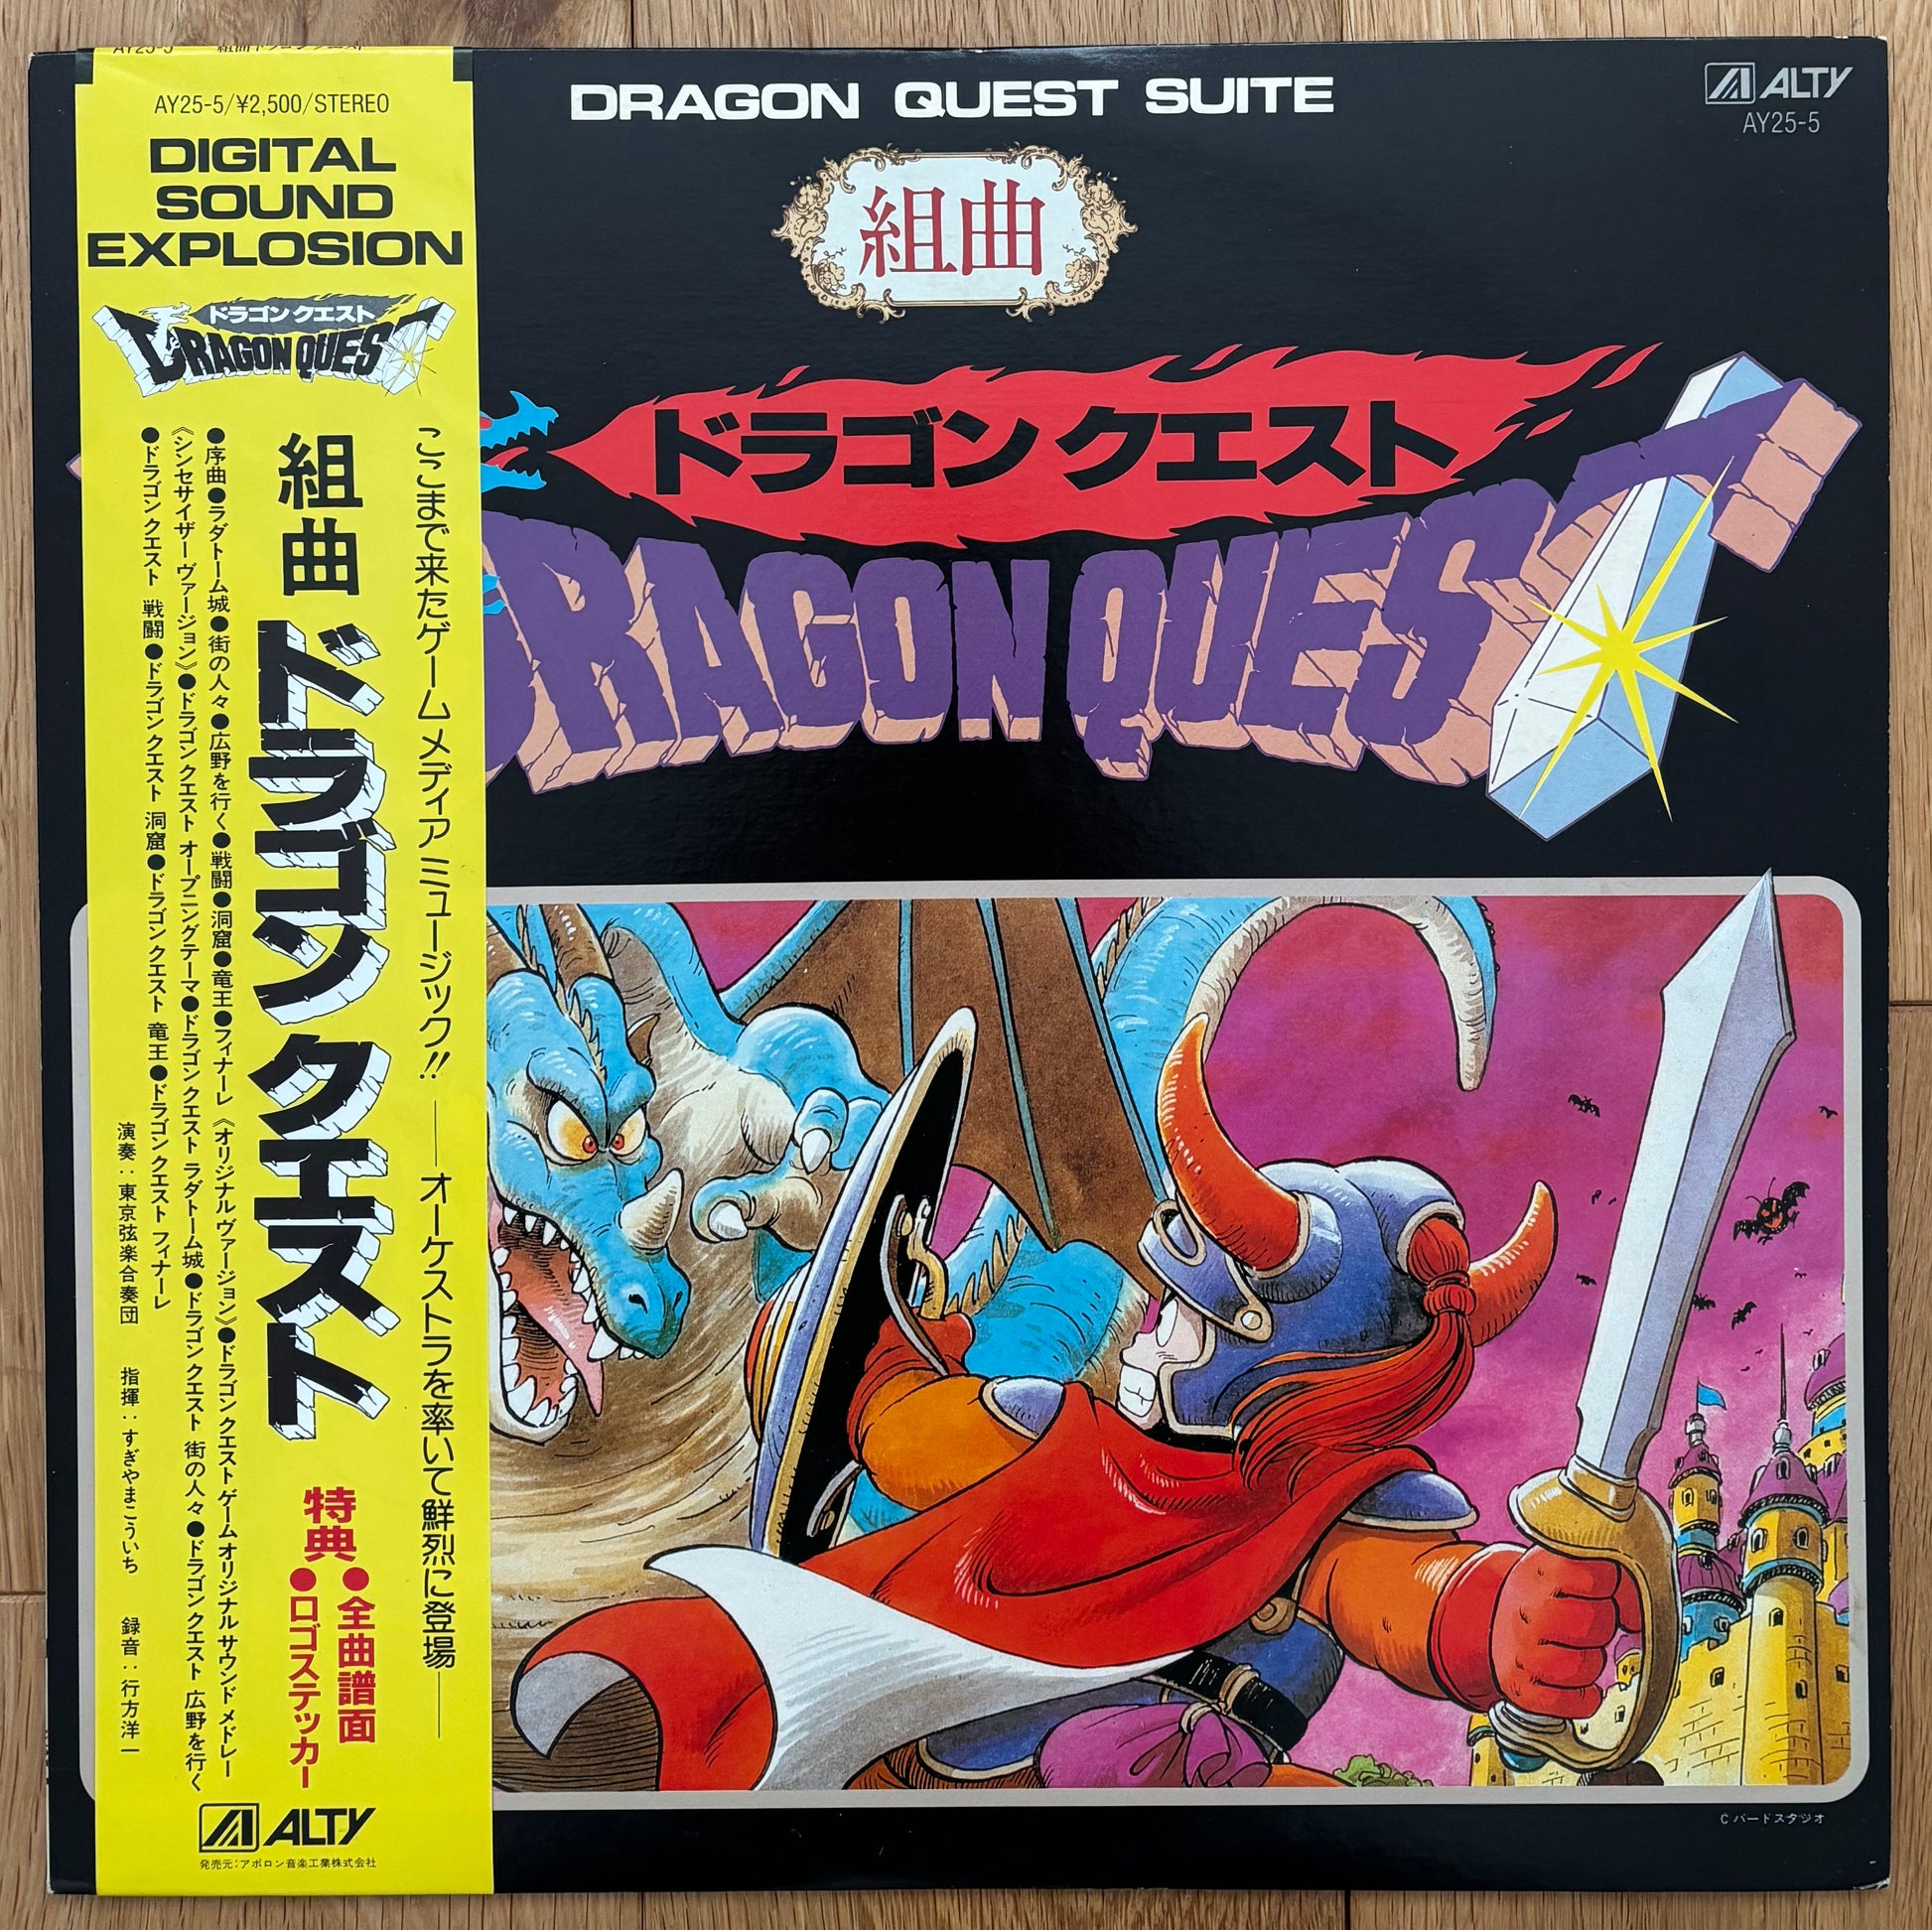 AY25-5 組曲ドラゴンクエスト
AY25-5/¥2,500/STEREO
DIGITAL
SOUND
EXPLOSION
ドラゴンクエスト
DRAGON QUEST
ここまで来たゲームメディアミュージック!!──オーケストラを率いて鮮烈に登場──
組曲 ドラゴンクエスト
特典 ●全曲譜面
●ロゴステッカー
●序曲●ラダトーム城●街の人々●広野を行く●戦闘●洞窟●竜王●フィナーレ《オリジナルヴァージョン》●ドラゴンクエストゲームオリジナルサウンドメドレー
《シンセサイザーヴァージョン》●ドラゴンクエスト オープニングテーマ●ドラゴンクエスト ラダトーム城●ドラゴンクエスト 街の人々●ドラゴンクエスト 広野を行く
●ドラゴンクエスト 戦闘●ドラゴンクエスト 洞窟●ドラゴンクエスト 竜王●ドラゴンクエスト フィナーレ
演奏:東京弦楽合奏団 指揮:すぎやまこういち 録音:行方洋一
ALTY
発売元:アポロン音楽工業株式会社
DRAGON QUEST SUITE
ALTY
AY25-5
組曲
ドラゴンクエスト
DRAGON QUEST
C バードスタジオ